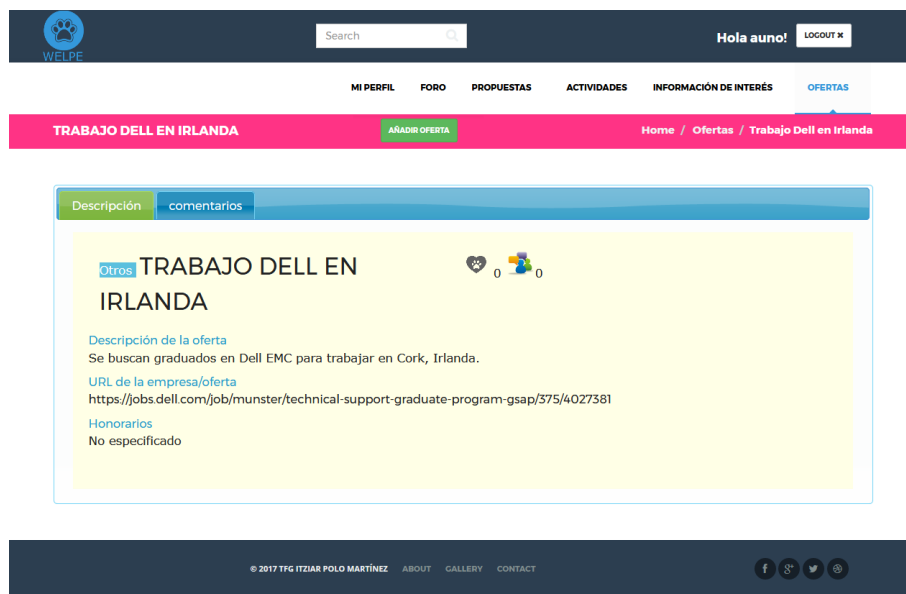 WELPE
Search
Hola auno!
LOGOUT ✖
MI PERFIL FORO PROPUESTAS ACTIVIDADES INFORMACIÓN DE INTERÉS OFERTAS
TRABAJO DELL EN IRLANDA
AÑADIR OFERTA
Home / Ofertas / Trabajo Dell en Irlanda
Descripción comentarios
Otros TRABAJO DELL EN
IRLANDA
0 0
Descripción de la oferta
Se buscan graduados en Dell EMC para trabajar en Cork, Irlanda.
URL de la empresa/oferta
https://jobs.dell.com/job/munster/technical-support-graduate-program-gsap/375/4027381
Honorarios
No especificado
© 2017 TFG ITZIAR POLO MARTÍNEZ ABOUT GALLERY CONTACT